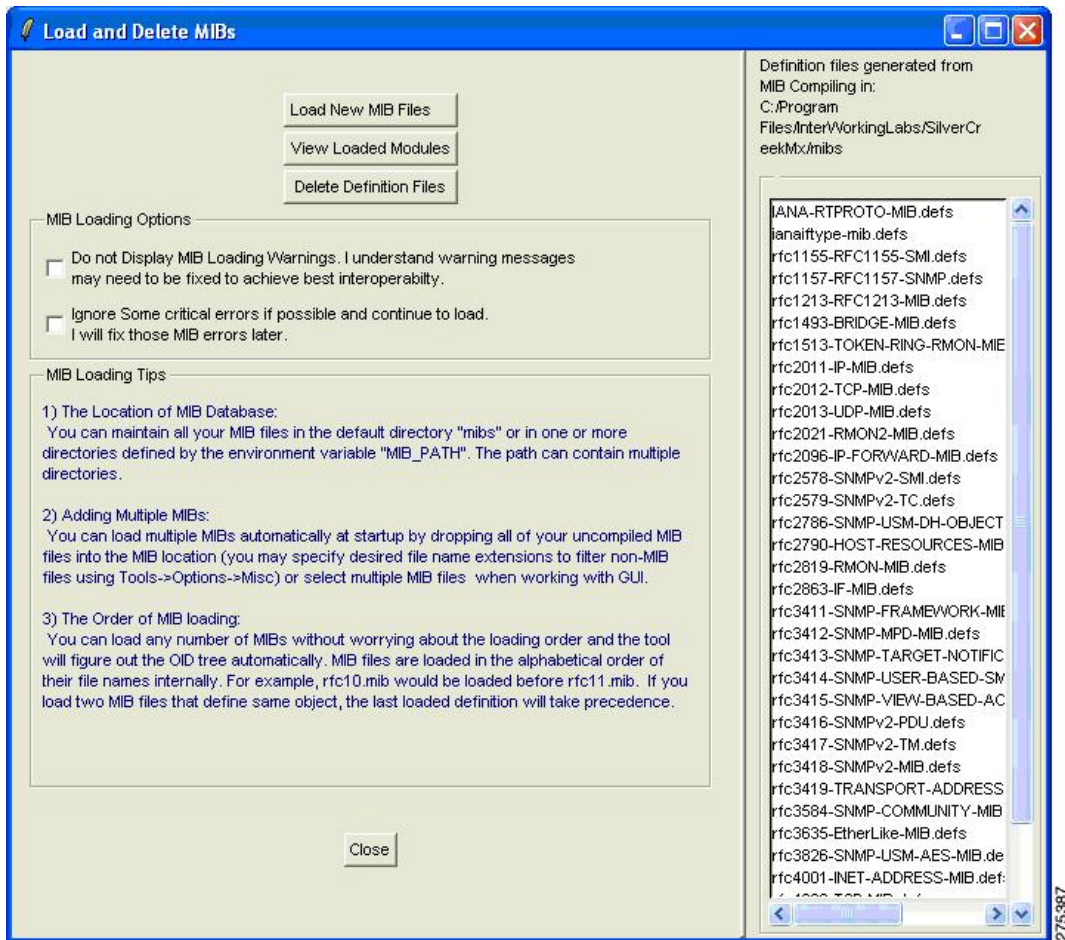 Load and Delete MIBs
Load New MIB Files
View Loaded Modules
Delete Definition Files
MIB Loading Options
Do not Display MIB Loading Warnings. I understand warning messages
may need to be fixed to achieve best interoperabilty.
Ignore Some critical errors if possible and continue to load.
I will fix those MIB errors later.
MIB Loading Tips
1) The Location of MIB Database:
You can maintain all your MIB files in the default directory "mibs" or in one or more
directories defined by the environment variable "MIB_PATH". The path can contain multiple
directories.
2) Adding Multiple MIBs:
You can load multiple MIBs automatically at startup by dropping all of your uncompiled MIB
files into the MIB location (you may specify desired file name extensions to filter non-MIB
files using Tools->Options->Misc) or select multiple MIB files when working with GUI.
3) The Order of MIB loading:
You can load any number of MIBs without worrying about the loading order and the tool
will figure out the OID tree automatically. MIB files are loaded in the alphabetical order of
their file names internally. For example, rfc10.mib would be loaded before rfc11.mib. If you
load two MIB files that define same object, the last loaded definition will take precedence.
Close
Definition files generated from
MIB Compiling in:
C:/Program
Files/InterWorkingLabs/SilverCr
eekMx/mibs
IANA-RTPROTO-MIB.defs
ianaiftype-mib.defs
rfc1155-RFC1155-SMI.defs
rfc1157-RFC1157-SNMP.defs
rfc1213-RFC1213-MIB.defs
rfc1493-BRIDGE-MIB.defs
rfc1513-TOKEN-RING-RMON-MIE
rfc2011-IP-MIB.defs
rfc2012-TCP-MIB.defs
rfc2013-UDP-MIB.defs
rfc2021-RMON2-MIB.defs
rfc2096-IP-FORWARD-MIB.defs
rfc2578-SNMPv2-SMI.defs
rfc2579-SNMPv2-TC.defs
rfc2786-SNMP-USM-DH-OBJECT
rfc2790-HOST-RESOURCES-MIB
rfc2819-RMON-MIB.defs
rfc2863-IF-MIB.defs
rfc3411-SNMP-FRAMEWORK-MIE
rfc3412-SNMP-MPD-MIB.defs
rfc3413-SNMP-TARGET-NOTIFIC
rfc3414-SNMP-USER-BASED-SM
rfc3415-SNMP-VIEW-BASED-AC
rfc3416-SNMPv2-PDU.defs
rfc3417-SNMPv2-TM.defs
rfc3418-SNMPv2-MIB.defs
rfc3419-TRANSPORT-ADDRESS
rfc3584-SNMP-COMMUNITY-MIB
rfc3635-EtherLike-MIB.defs
rfc3826-SNMP-USM-AES-MIB.de
rfc4001-INET-ADDRESS-MIB.def
275387